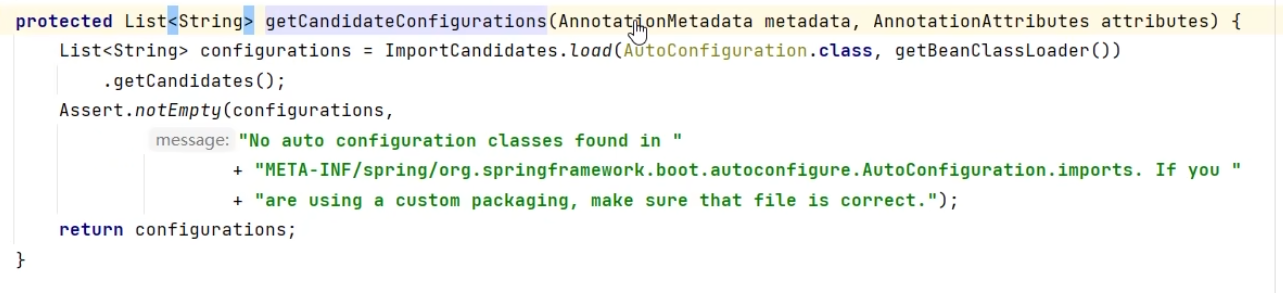 protected List<String> getCandidateConfigurations(AnnotationMetadata metadata, AnnotationAttributes attributes) {
List<String> configurations = ImportCandidates.load(AutoConfiguration.class, getBeanClassLoader())
.getCandidates();
Assert.notEmpty(configurations,
message: "No auto configuration classes found in "
+ "META-INF/spring/org.springframework.boot.autoconfigure.AutoConfiguration.imports. If you "
+ "are using a custom packaging, make sure that file is correct.");
return configurations;
}